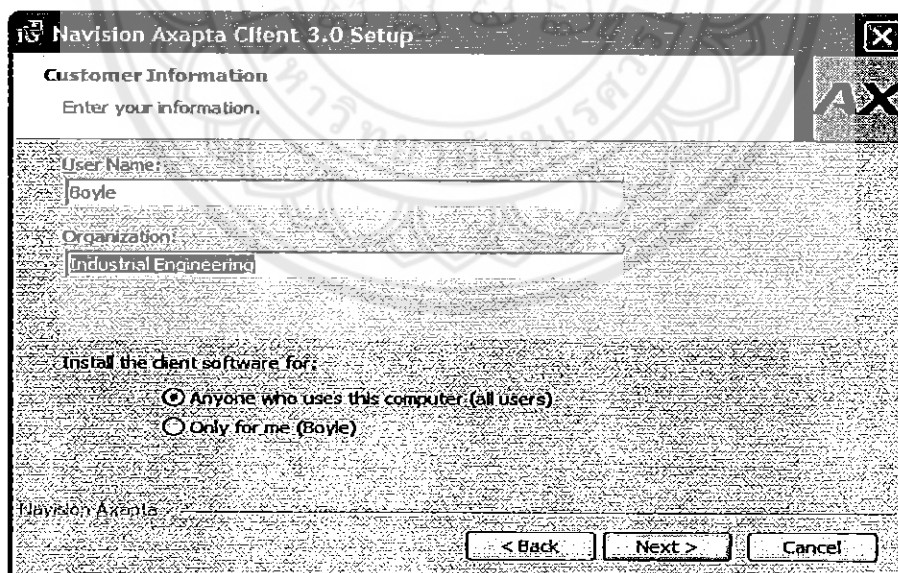 Navision Axapta Client 3.0 Setup
Customer Information
Enter your information.
AX
User Name:
Boyle
Organization:
Industrial Engineering
Install the client software for:
Anyone who uses this computer (all users)
Only for me (Boyle)
Navision Axapta
< Back
Next >
Cancel